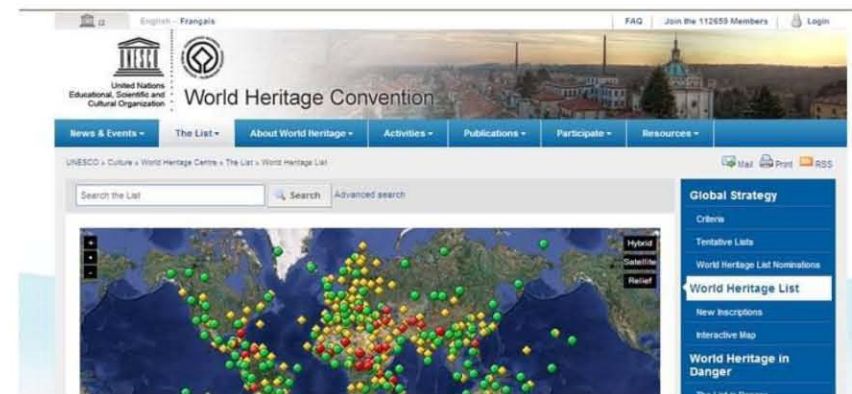 English - Français
FAQ Join the 112659 Members Login
United Nations
Educational, Scientific and
Cultural Organization
World Heritage Convention
News & Events The List About World Heritage Activities Publications Participate Resources
UNESCO » Culture » World Heritage Centre » The List » World Heritage List
Mail Print RSS
Search the List Search Advanced search
Hybrid
Satellite
Relief
Global Strategy
Criteria
Tentative Lists
World Heritage List Nominations
World Heritage List
New Inscriptions
Interactive Map
World Heritage in
Danger